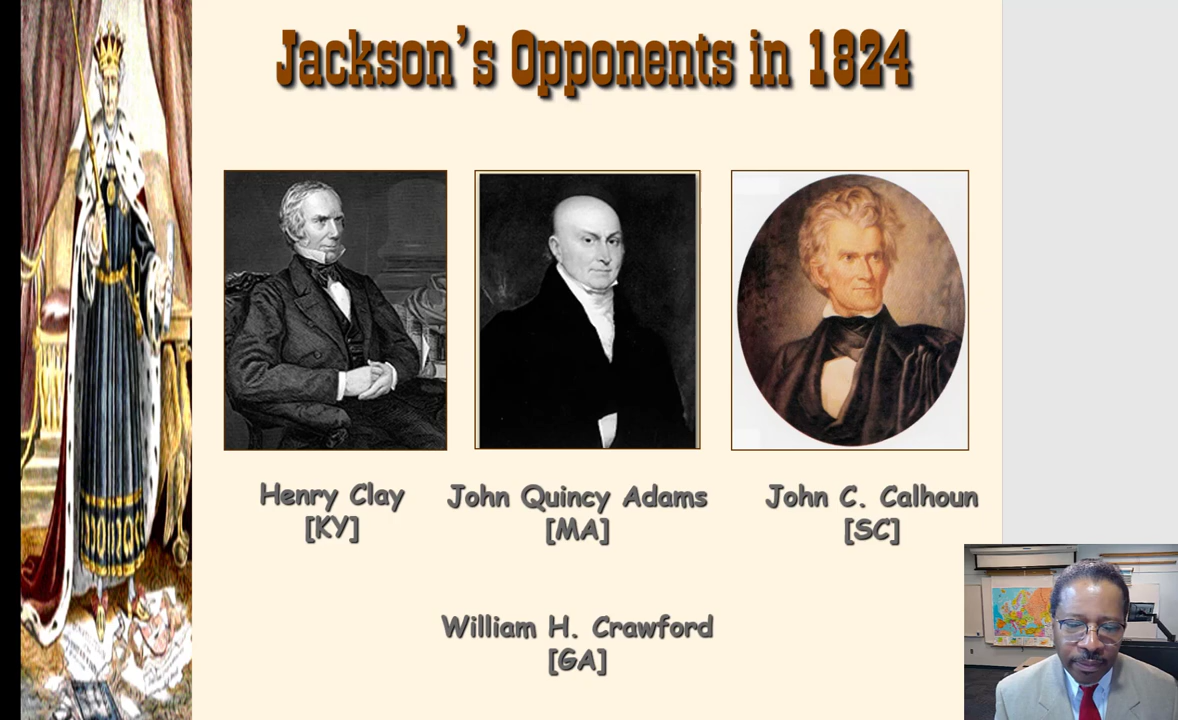 Jackson's Opponents in 1824
Henry Clay
[KY]
John Quincy Adams
[MA]
John C. Calhoun
[SC]
William H. Crawford
[GA]